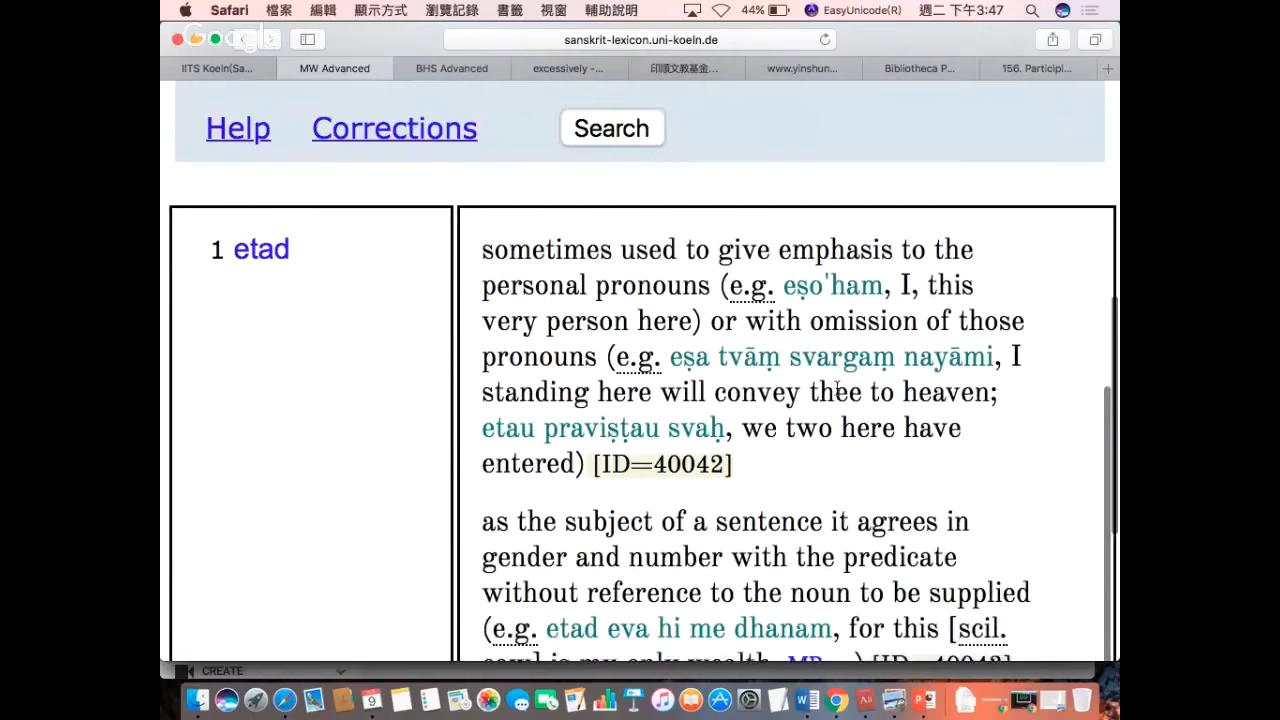 Safari 檔案 編輯 顯示方式 瀏覽記錄 書籤 視窗 輔助說明 44% EasyUnicode(R) 週二 下午3:47
sanskrit-lexicon.uni-koeln.de
IITS Koeln(Sa... MW Advanced BHS Advanced excessively -... 印順文教基金... www.yinshun... Bibliotheca P... 156. Participl... +
Help Corrections Search
1 etad
sometimes used to give emphasis to the
personal pronouns (e.g. eṣo'ham, I, this
very person here) or with omission of those
pronouns (e.g. eṣa tvāṃ svargaṃ nayāmi, I
standing here will convey thee to heaven;
etau praviṣṭau svaḥ, we two here have
entered) [ID=40042]
as the subject of a sentence it agrees in
gender and number with the predicate
without reference to the noun to be supplied
(e.g. etad eva hi me dhanam, for this [scil.
CREATE
9